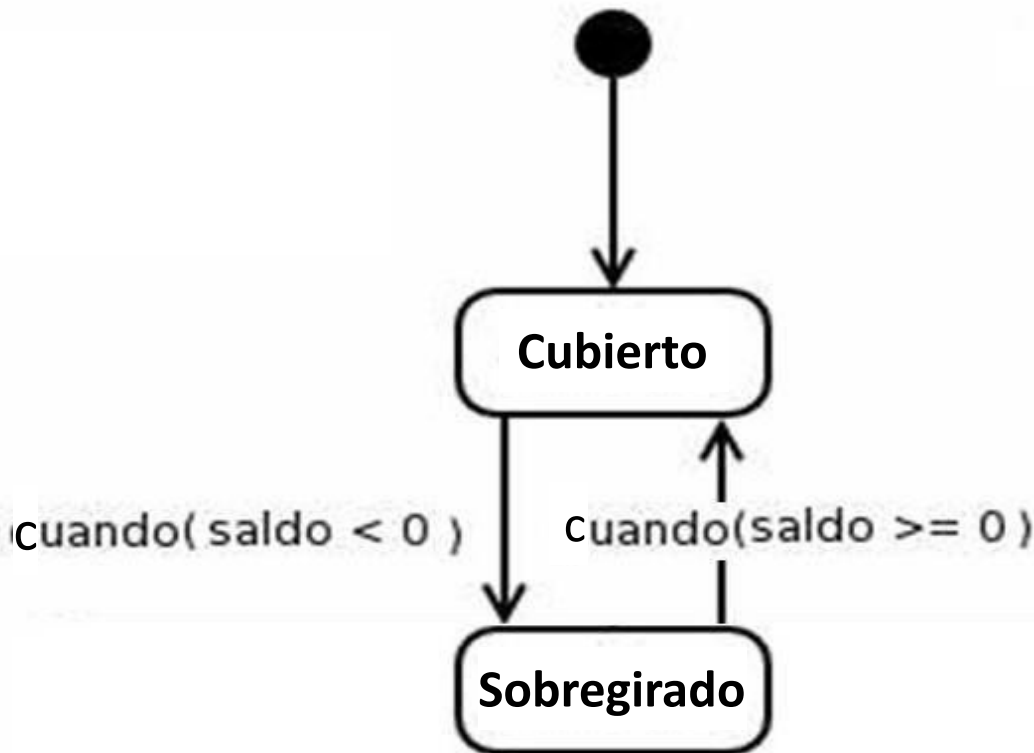 Cubierto
cuando( saldo < 0 )
cuando(saldo >= 0 )
Sobregirado